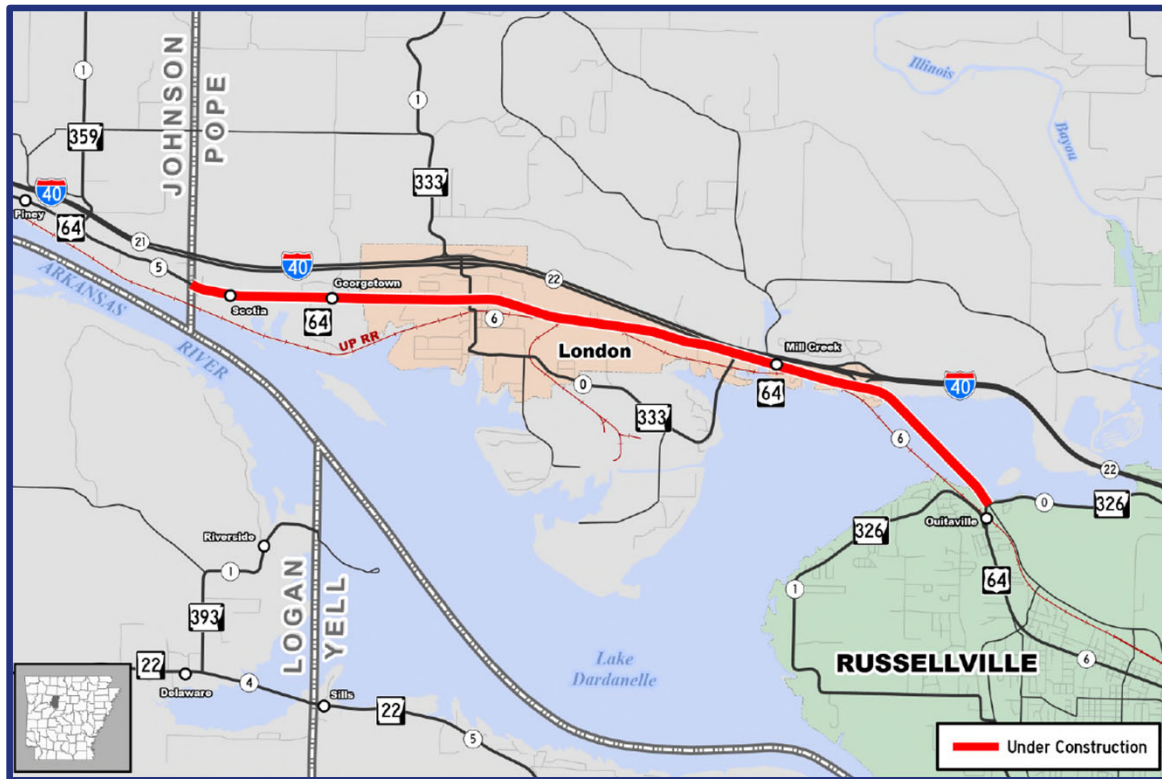 Illinois
Bayou
1
359
JOHNSON
POPE
1
333
40
Piney
64
21
5
40
22
ARKANSAS
RIVER
Scotia
Georgetown
64
UP RR
6
London
Mill Creek
64
40
0
333
6
22
326
0
326
Quitaville
64
Riverside
1
393
LOGAN
YELL
1
RUSSELLVILLE
6
22
Delaware
4
Sills
22
5
Lake
Dardanelle
Under Construction